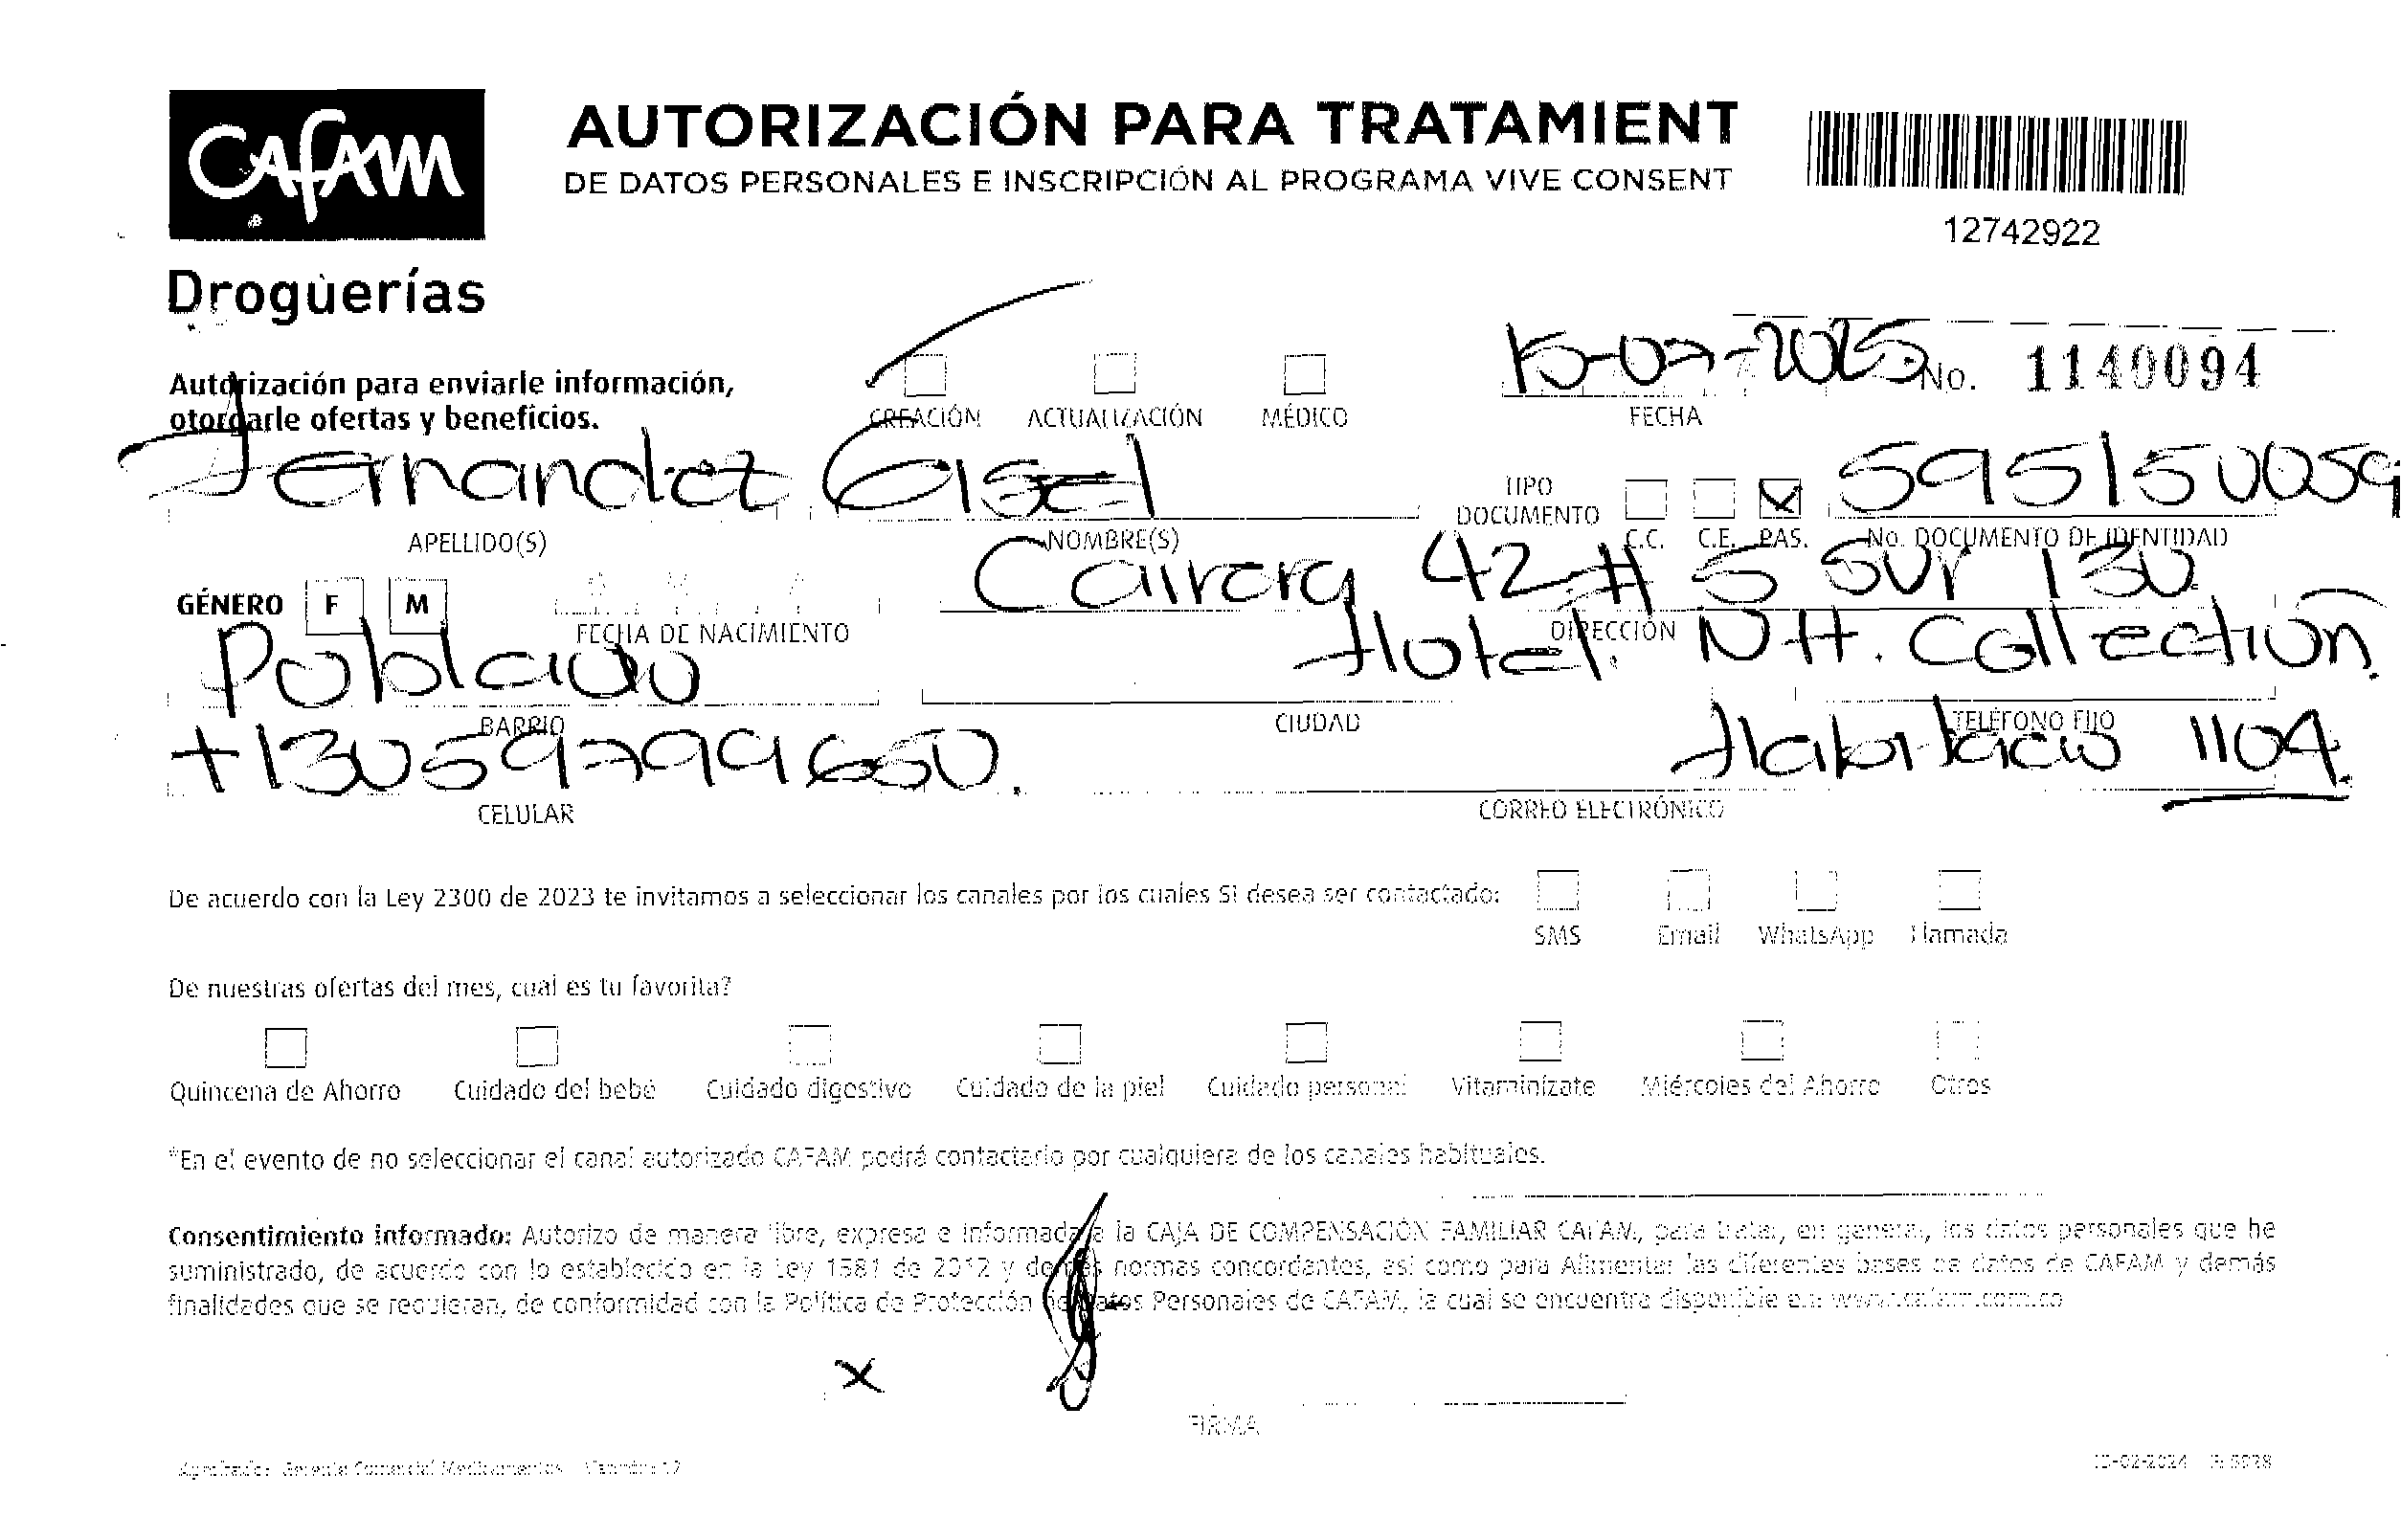 CAFAM
Droguerías
AUTORIZACIÓN PARA TRATAMIENT
DE DATOS PERSONALES E INSCRIPCIÓN AL PROGRAMA VIVE CONSENT
12742922
Autorización para enviarle información,
otorgarle ofertas y beneficios.
CREACIÓN ACTUALIZACIÓN MÉDICO
15-07-2025 No. 1140094
FECHA
Fernandez Gisel
TIPO DOCUMENTO C.C. C.E. PAS. 595150059
APELLIDO(S) NOMBRE(S) No. DOCUMENTO DE IDENTIDAD
GÉNERO F M Carrera 42 # 5 SUr 130
FECHA DE NACIMIENTO DIRECCIÓN
Poblado Hotel. NH. Collection.
BARRIO CIUDAD TELÉFONO FIJO
+13059799650. 1104.
CELULAR CORREO ELECTRÓNICO
De acuerdo con la Ley 2300 de 2023 te invitamos a seleccionar los canales por los cuales SI desea ser contactado:
SMS Email WhatsApp Llamada
De nuestras ofertas del mes, cual es tu favorita?
Quincena de Ahorro Cuidado del bebé Cuidado digestivo Cuidado de la piel Cuidado personal Vitaminízate Miércoles del Ahorro Otros
*En el evento de no seleccionar el canal autorizado CAFAM podrá contactarlo por cualquiera de los canales habituales.
Consentimiento informado: Autorizo de manera libre, expresa e informada a la CAJA DE COMPENSACIÓN FAMILIAR CAFAM, para tratar, en general, los datos personales que he
suministrado, de acuerdo con lo establecido en la Ley 1581 de 2012 y demás normas concordantes, así como para Alimentar las diferentes bases de datos de CAFAM y demás
finalidades que se requieran, de conformidad con la Política de Protección de Datos Personales de CAFAM, la cual se encuentra disponible en: www.cafam.com.co
x
FIRMA
Aprobado: Gerente Comercial Medicamentos